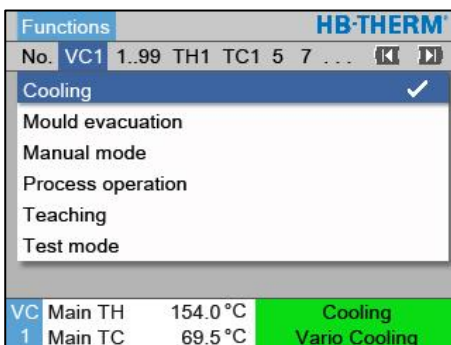 Functions HB-THERM®
No. VC1 1..99 TH1 TC1 5 7 ...
Cooling
Mould evacuation
Manual mode
Process operation
Teaching
Test mode
VC Main TH 154.0 °C Cooling
1 Main TC 69.5 °C Vario Cooling